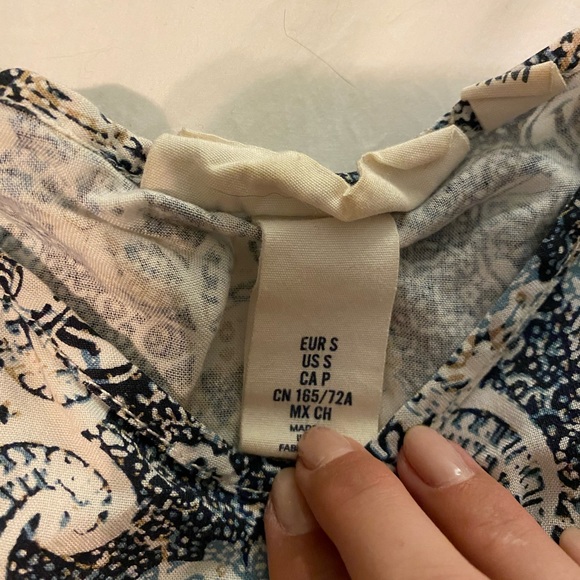 EUR S
US S
CA P
CN 165/72A
MX CH